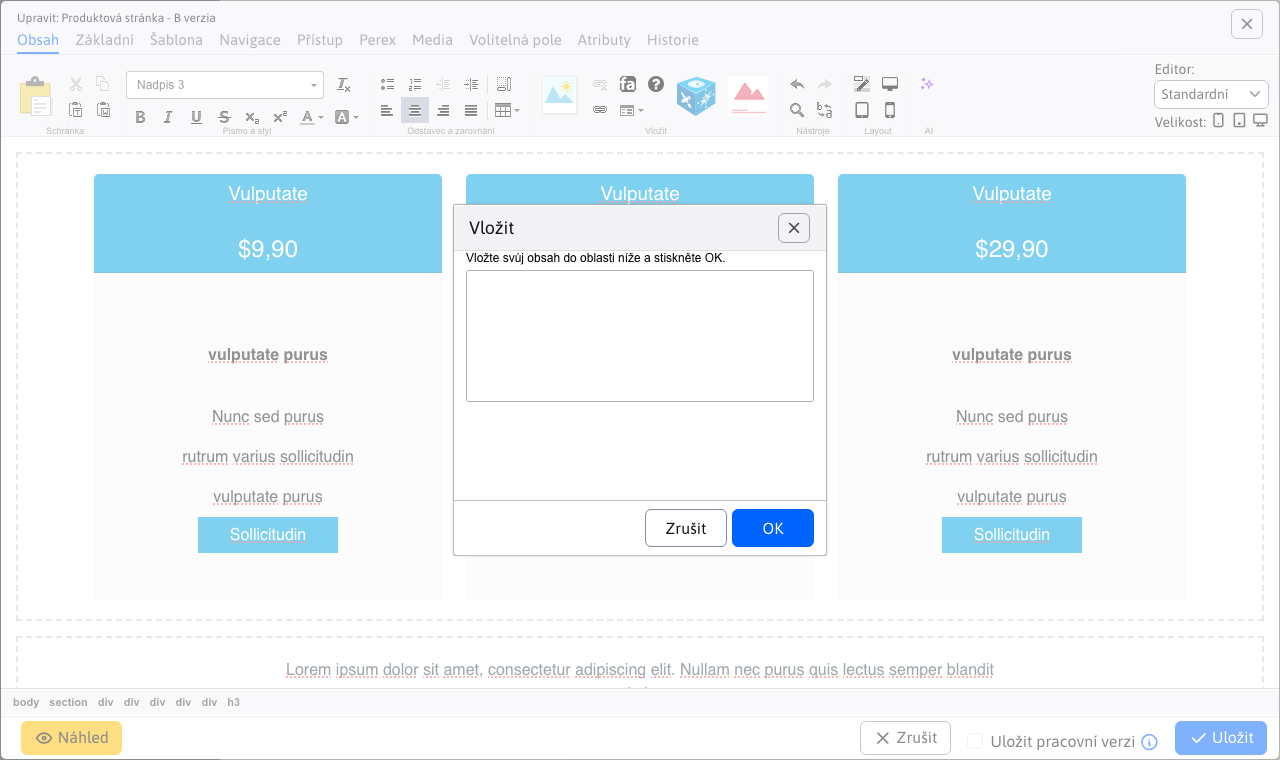 Upravit: Produktová stránka - B verzia
Obsah Základní Šablona Navigace Přístup Perex Media Volitelná pole Atributy Historie
Nadpis 3
Editor:
Standardní
Velikost:
Schránka Písmo a styl Odstavec a zarovnání Vložit Nástroje Layout AI
Vulputate Vulputate Vulputate
$9,90 $29,90
Vložit
Vložte svůj obsah do oblasti níže a stiskněte OK.
vulputate purus vulputate purus
Nunc sed purus Nunc sed purus
rutrum varius sollicitudin rutrum varius sollicitudin
vulputate purus vulputate purus
Sollicitudin Sollicitudin
Zrušit OK
Lorem ipsum dolor sit amet, consectetur adipiscing elit. Nullam nec purus quis lectus semper blandit
body section div div div div div h3
Náhled Zrušit Uložit pracovní verzi Uložit